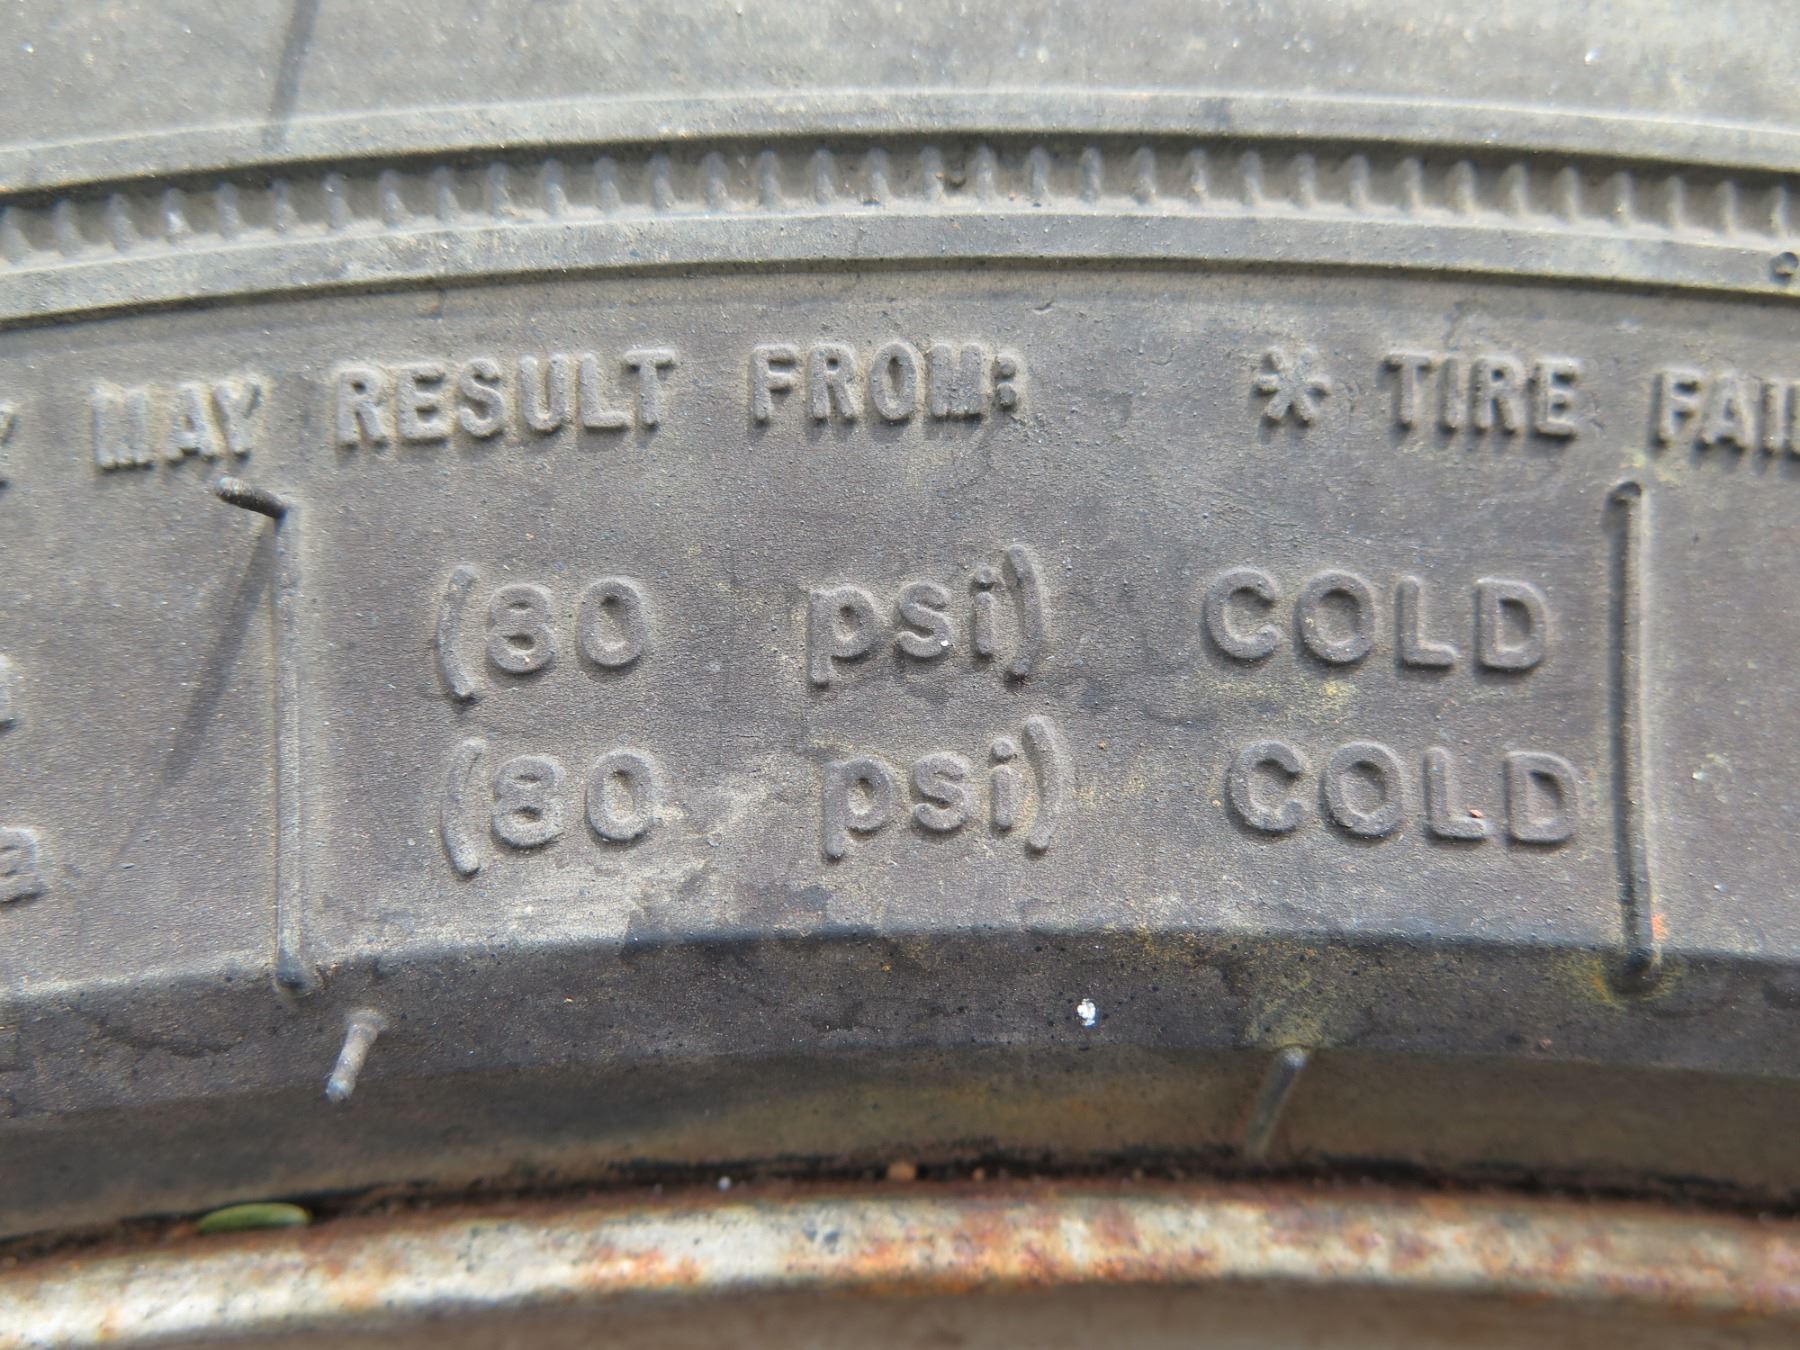 MAY RESULT FROM: * TIRE
(80 psi) COLD
(80 psi) COLD